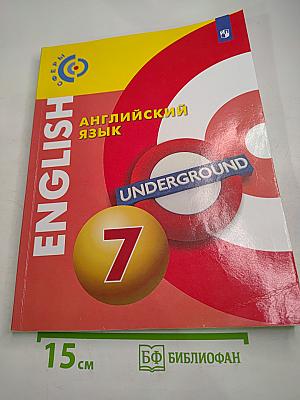 СФЕРЫ
ENGLISH
АНГЛИЙСКИЙ
ЯЗЫК
UNDERGROUND
7
15 см
БФ БИБЛИОФАН